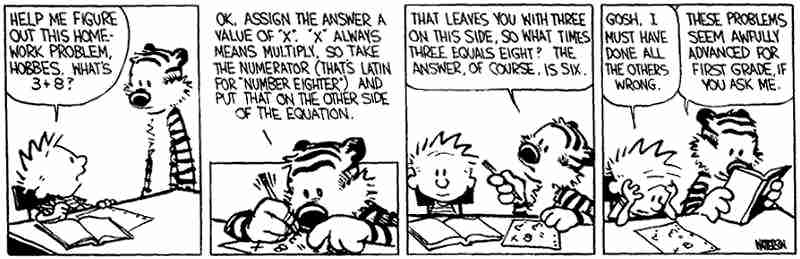 HELP ME FIGURE
OUT THIS HOME-
WORK PROBLEM,
HOBBES. WHAT'S
3+8?
OK, ASSIGN THE ANSWER A
VALUE OF "X". "X" ALWAYS
MEANS MULTIPLY, SO TAKE
THE NUMERATOR (THAT'S LATIN
FOR "NUMBER EIGHTER") AND
PUT THAT ON THE OTHER SIDE
OF THE EQUATION.
THAT LEAVES YOU WITH THREE
ON THIS SIDE, SO WHAT TIMES
THREE EQUALS EIGHT? THE
ANSWER, OF COURSE, IS SIX.
GOSH, I
MUST HAVE
DONE ALL
THE OTHERS
WRONG.
THESE PROBLEMS
SEEM AWFULLY
ADVANCED FOR
FIRST GRADE, IF
YOU ASK ME.
WATTERSON